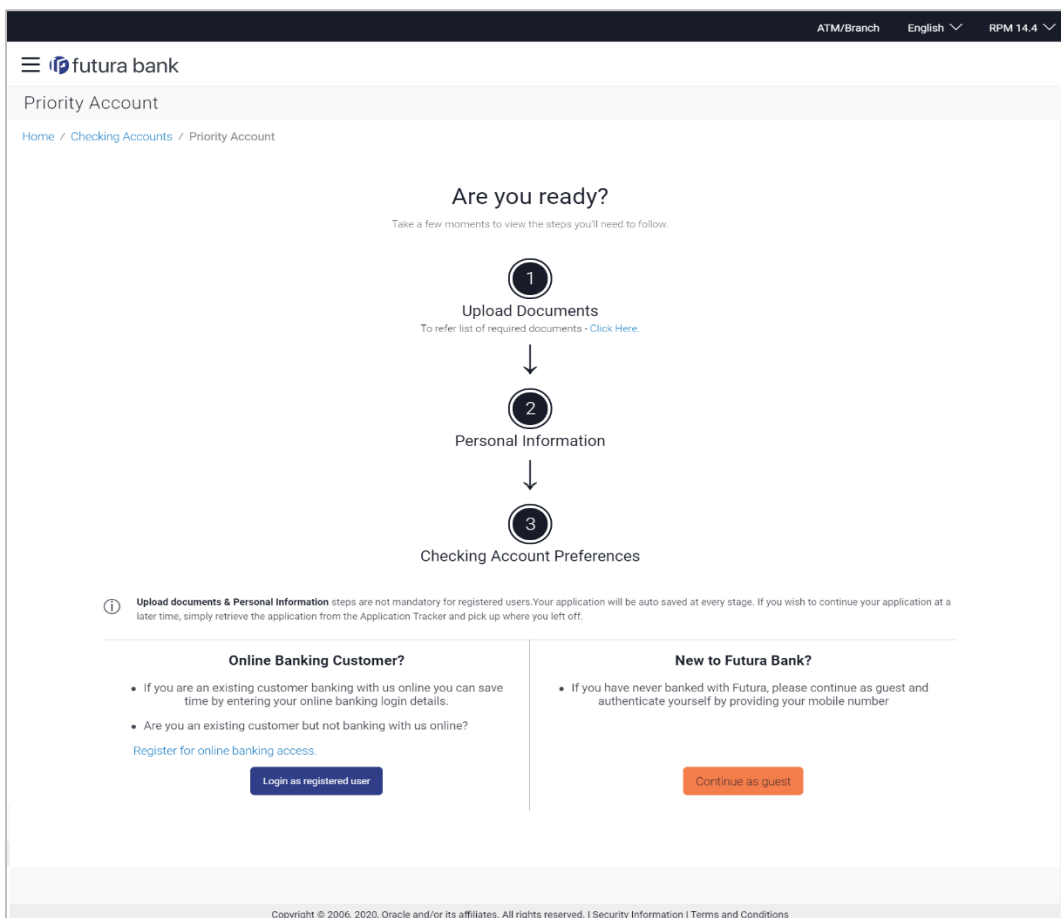 ATM/Branch English RPM 14.4
futura bank
Priority Account
Home / Checking Accounts / Priority Account
Are you ready?
Take a few moments to view the steps you'll need to follow.
1
Upload Documents
To refer list of required documents - Click Here.
2
Personal Information
3
Checking Account Preferences
Upload documents & Personal Information steps are not mandatory for registered users.Your application will be auto saved at every stage. If you wish to continue your application at a
later time, simply retrieve the application from the Application Tracker and pick up where you left off.
Online Banking Customer?
• If you are an existing customer banking with us online you can save
time by entering your online banking login details.
• Are you an existing customer but not banking with us online?
Register for online banking access.
Login as registered user
New to Futura Bank?
• If you have never banked with Futura, please continue as guest and
authenticate yourself by providing your mobile number
Continue as guest
Copyright © 2006, 2020, Oracle and/or its affiliates. All rights reserved. | Security Information | Terms and Conditions